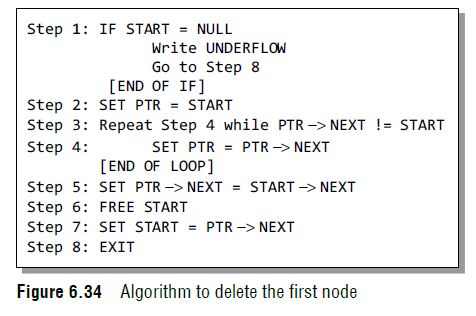 Step 1: IF START = NULL
Write UNDERFLOW
Go to Step 8
[END OF IF]
Step 2: SET PTR = START
Step 3: Repeat Step 4 while PTR -> NEXT != START
Step 4: SET PTR = PTR -> NEXT
[END OF LOOP]
Step 5: SET PTR -> NEXT = START -> NEXT
Step 6: FREE START
Step 7: SET START = PTR -> NEXT
Step 8: EXIT
Figure 6.34 Algorithm to delete the first node